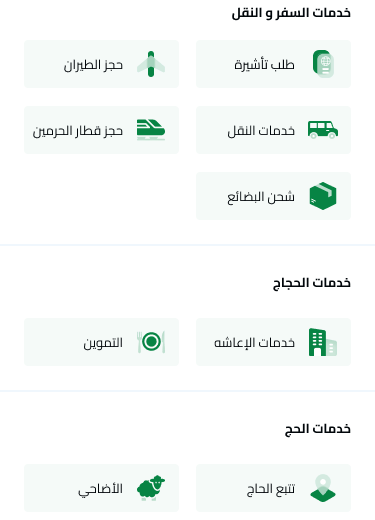 خدمات السفر و النقل
طلب تأشيرة
حجز الطيران
خدمات النقل
حجز قطار الحرمين
شحن البضائع
خدمات الحجاج
خدمات الإعاشه
التموين
خدمات الحج
تتبع الحاج
الأضاحي